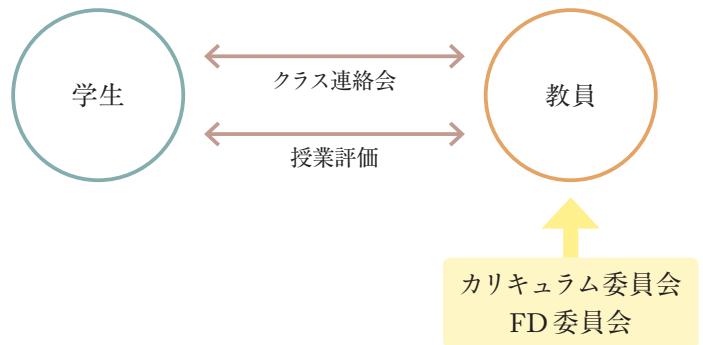 学生
クラス連絡会
教員
授業評価
カリキュラム委員会
FD委員会